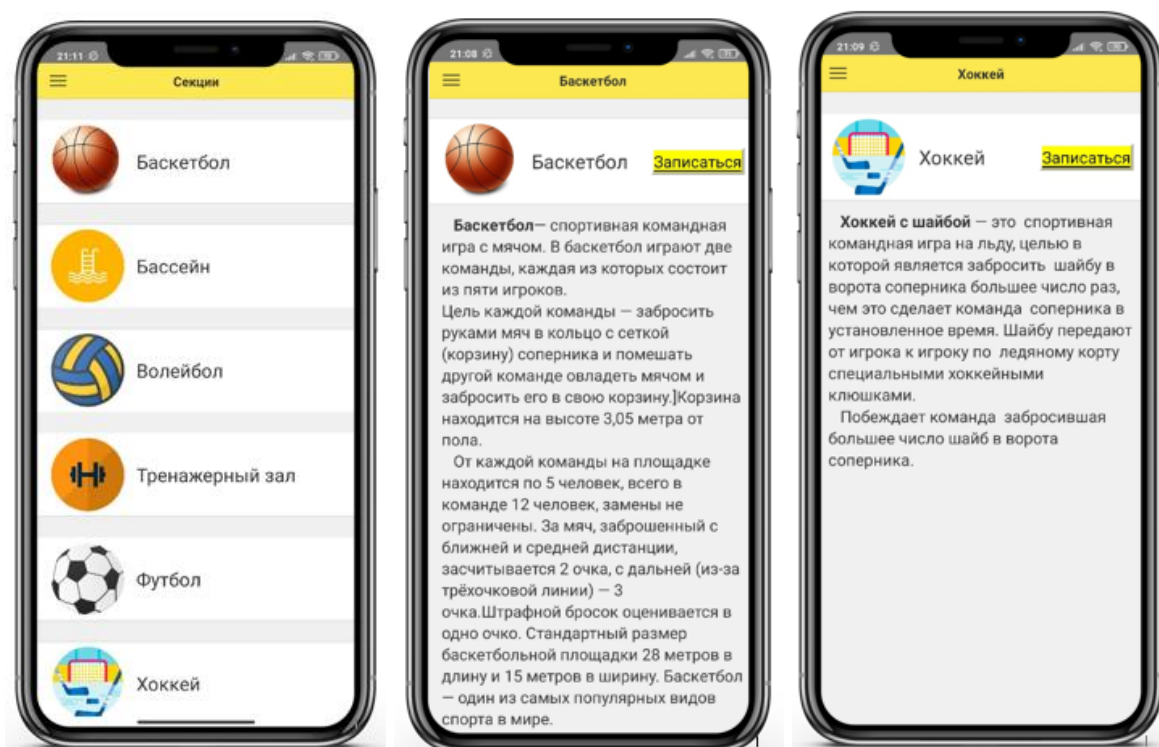 21:11
Секции
Баскетбол
Бассейн
Волейбол
Тренажерный зал
Футбол
Хоккей
21:08
Баскетбол
Баскетбол
Записаться
Баскетбол— спортивная командная
игра с мячом. В баскетбол играют две
команды, каждая из которых состоит
из пяти игроков.
Цель каждой команды — забросить
руками мяч в кольцо с сеткой
(корзину) соперника и помешать
другой команде овладеть мячом и
забросить его в свою корзину.]Корзина
находится на высоте 3,05 метра от
пола.
От каждой команды на площадке
находится по 5 человек, всего в
команде 12 человек, замены не
ограничены. За мяч, заброшенный с
ближней и средней дистанции,
засчитывается 2 очка, с дальней (из-за
трёхочковой линии) — 3
очка.Штрафной бросок оценивается в
одно очко. Стандартный размер
баскетбольной площадки 28 метров в
длину и 15 метров в ширину. Баскетбол
— один из самых популярных видов
спорта в мире.
21:09
Хоккей
Хоккей
Записаться
Хоккей с шайбой — это спортивная
командная игра на льду, целью в
которой является забросить шайбу в
ворота соперника большее число раз,
чем это сделает команда соперника в
установленное время. Шайбу передают
от игрока к игроку по ледяному корту
специальными хоккейными
клюшками.
Побеждает команда забросившая
большее число шайб в ворота
соперника.